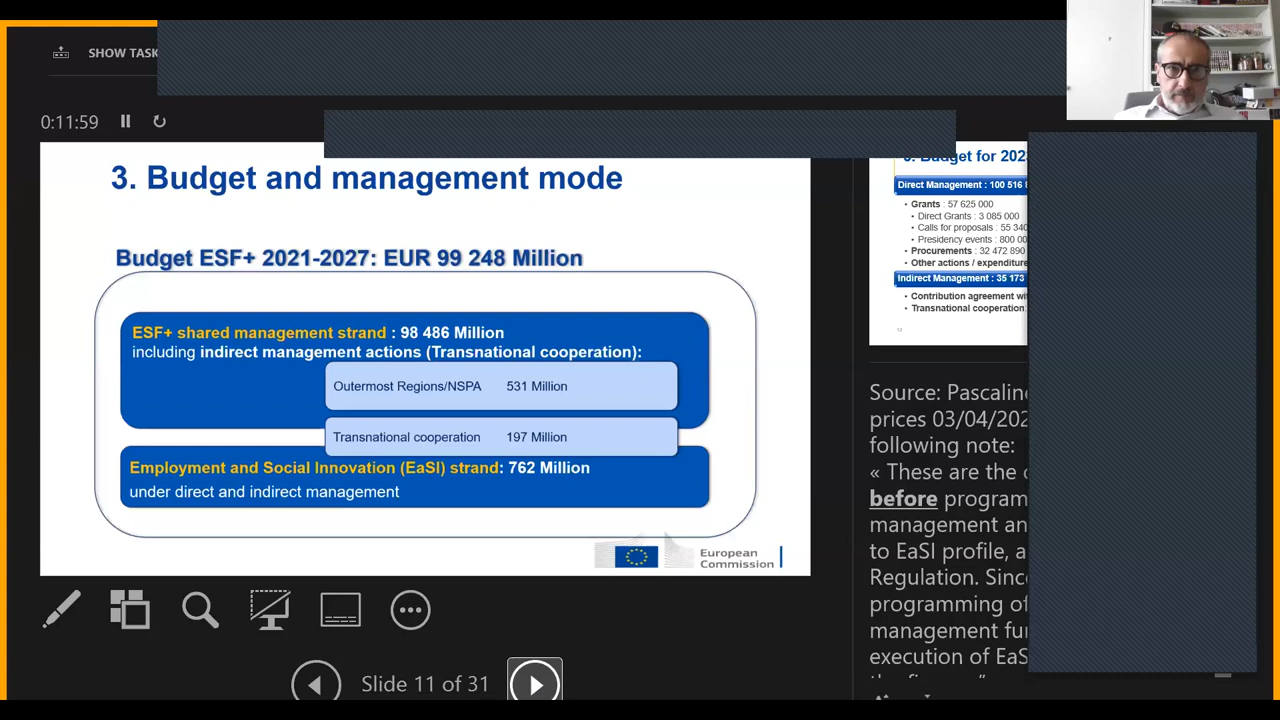 SHOW TASK
0:11:59
3. Budget and management mode
Budget ESF+ 2021-2027: EUR 99 248 Million
ESF+ shared management strand : 98 486 Million
including indirect management actions (Transnational cooperation):
Outermost Regions/NSPA 531 Million
Transnational cooperation 197 Million
Employment and Social Innovation (EaSI) strand: 762 Million
under direct and indirect management
European
Commission
Slide 11 of 31
Budget for 202
Direct Management : 100 516
• Grants : 57 625 000
• Direct Grants : 3 085 000
• Calls for proposals : 55 340
• Presidency events : 800 00
• Procurements : 32 472 890
• Other actions / expenditure
Indirect Management : 35 173
• Contribution agreement wi
• Transnational cooperation
12
Source: Pascaline
prices 03/04/202
following note:
« These are the
before program
management an
to EaSI profile, a
Regulation. Sinc
programming of
management fu
execution of EaS